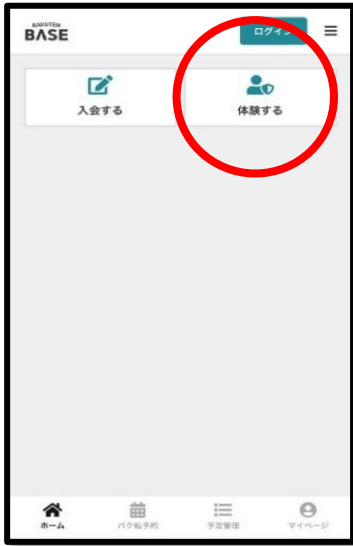 BAKUTEN
BASE
ログイン
入会する
体験する
ホーム
バク転予約
予定管理
マイページ